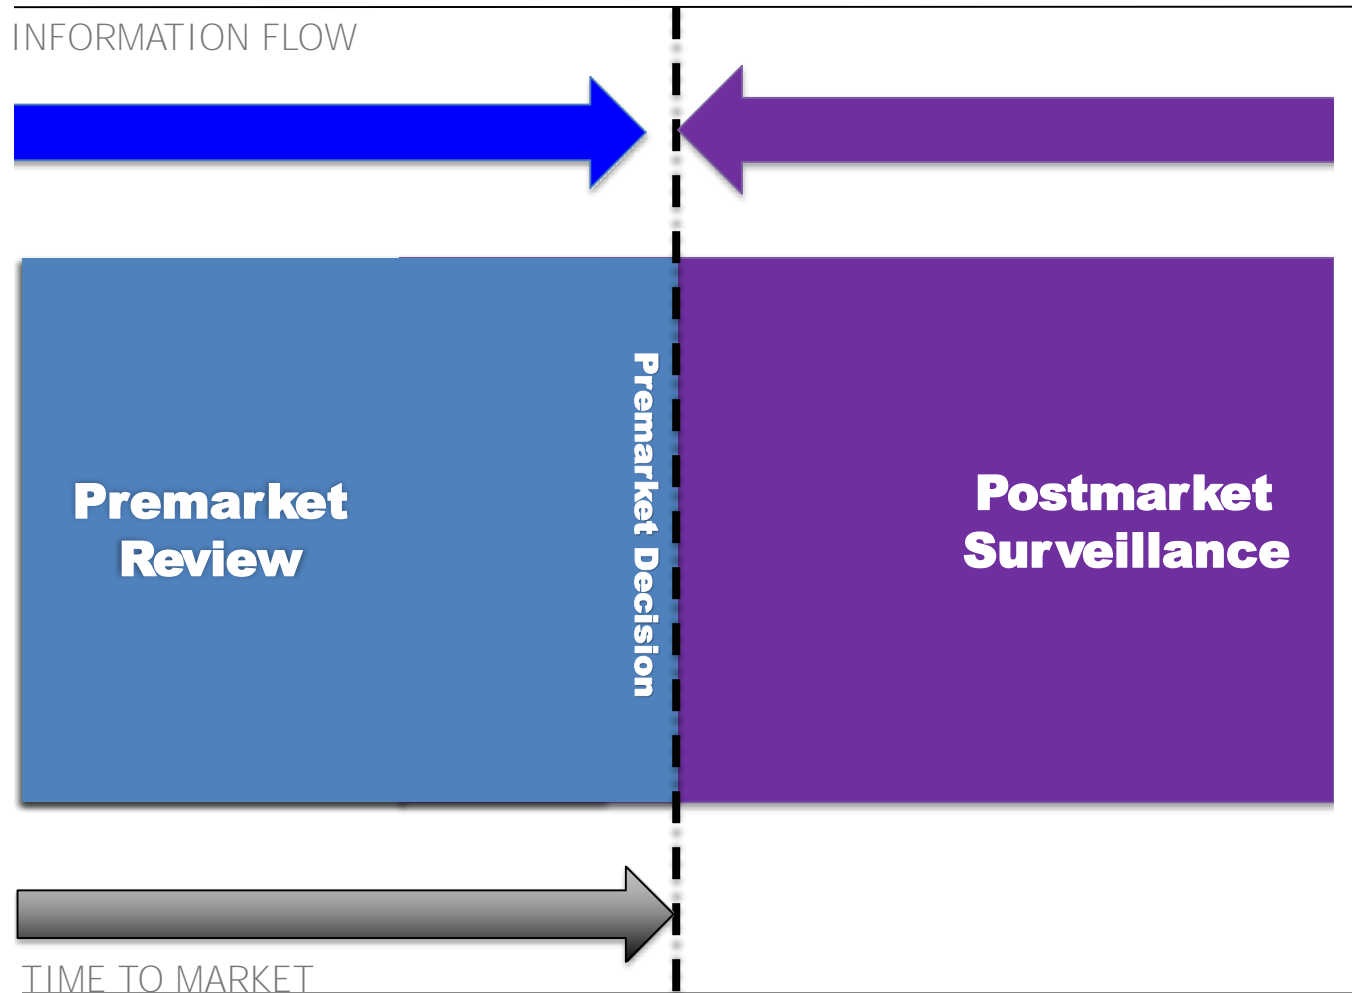 INFORMATION FLOW
Premarket
Review
Premarket Decision
Postmarket
Surveillance
TIME TO MARKET